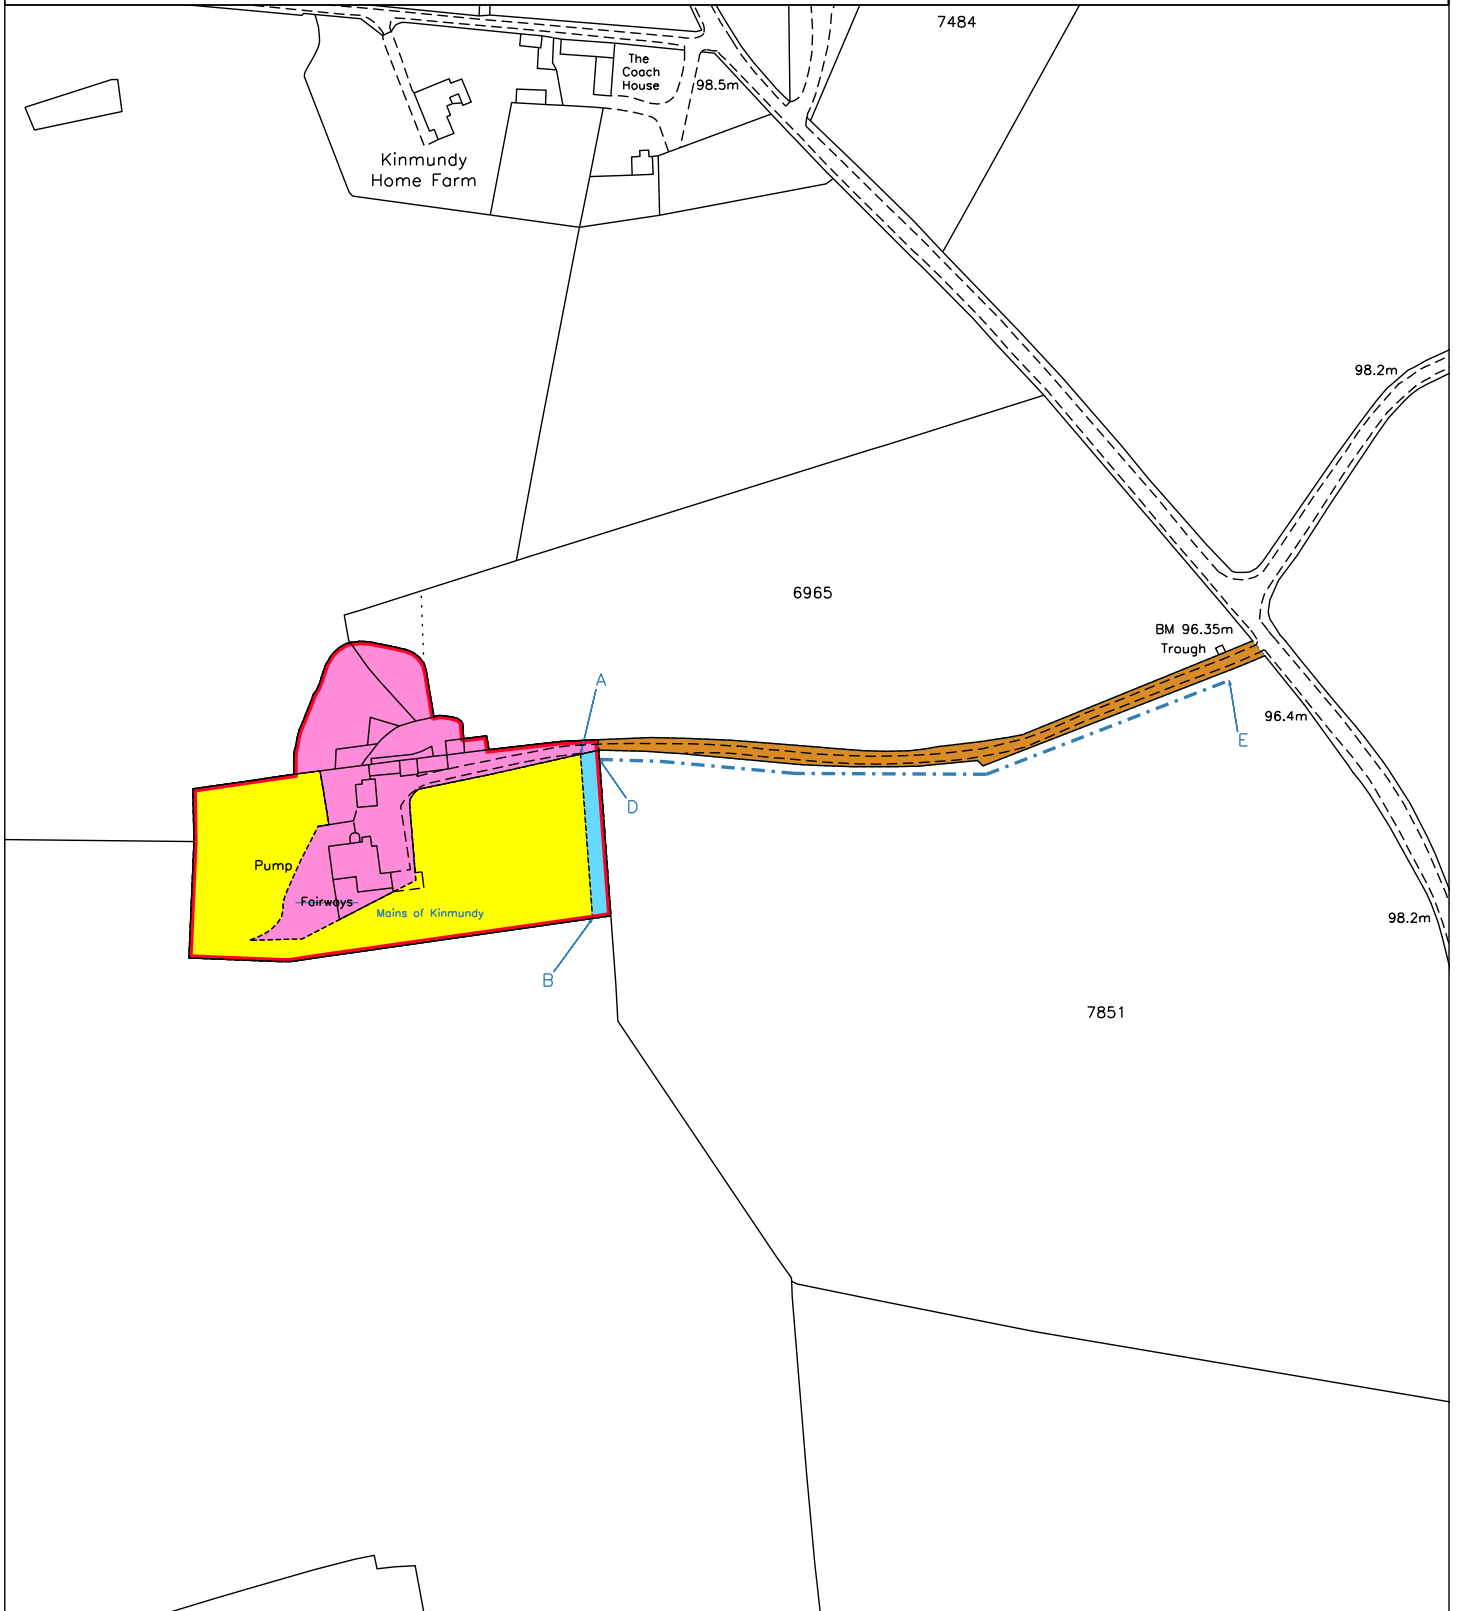 7484
The
Coach
House
98.5m
Kinmundy
Home Farm
98.2m
6965
BM 96.35m
Trough
A
96.4m
E
D
Pump
Fairways
Mains of Kinmundy
98.2m
B
7851